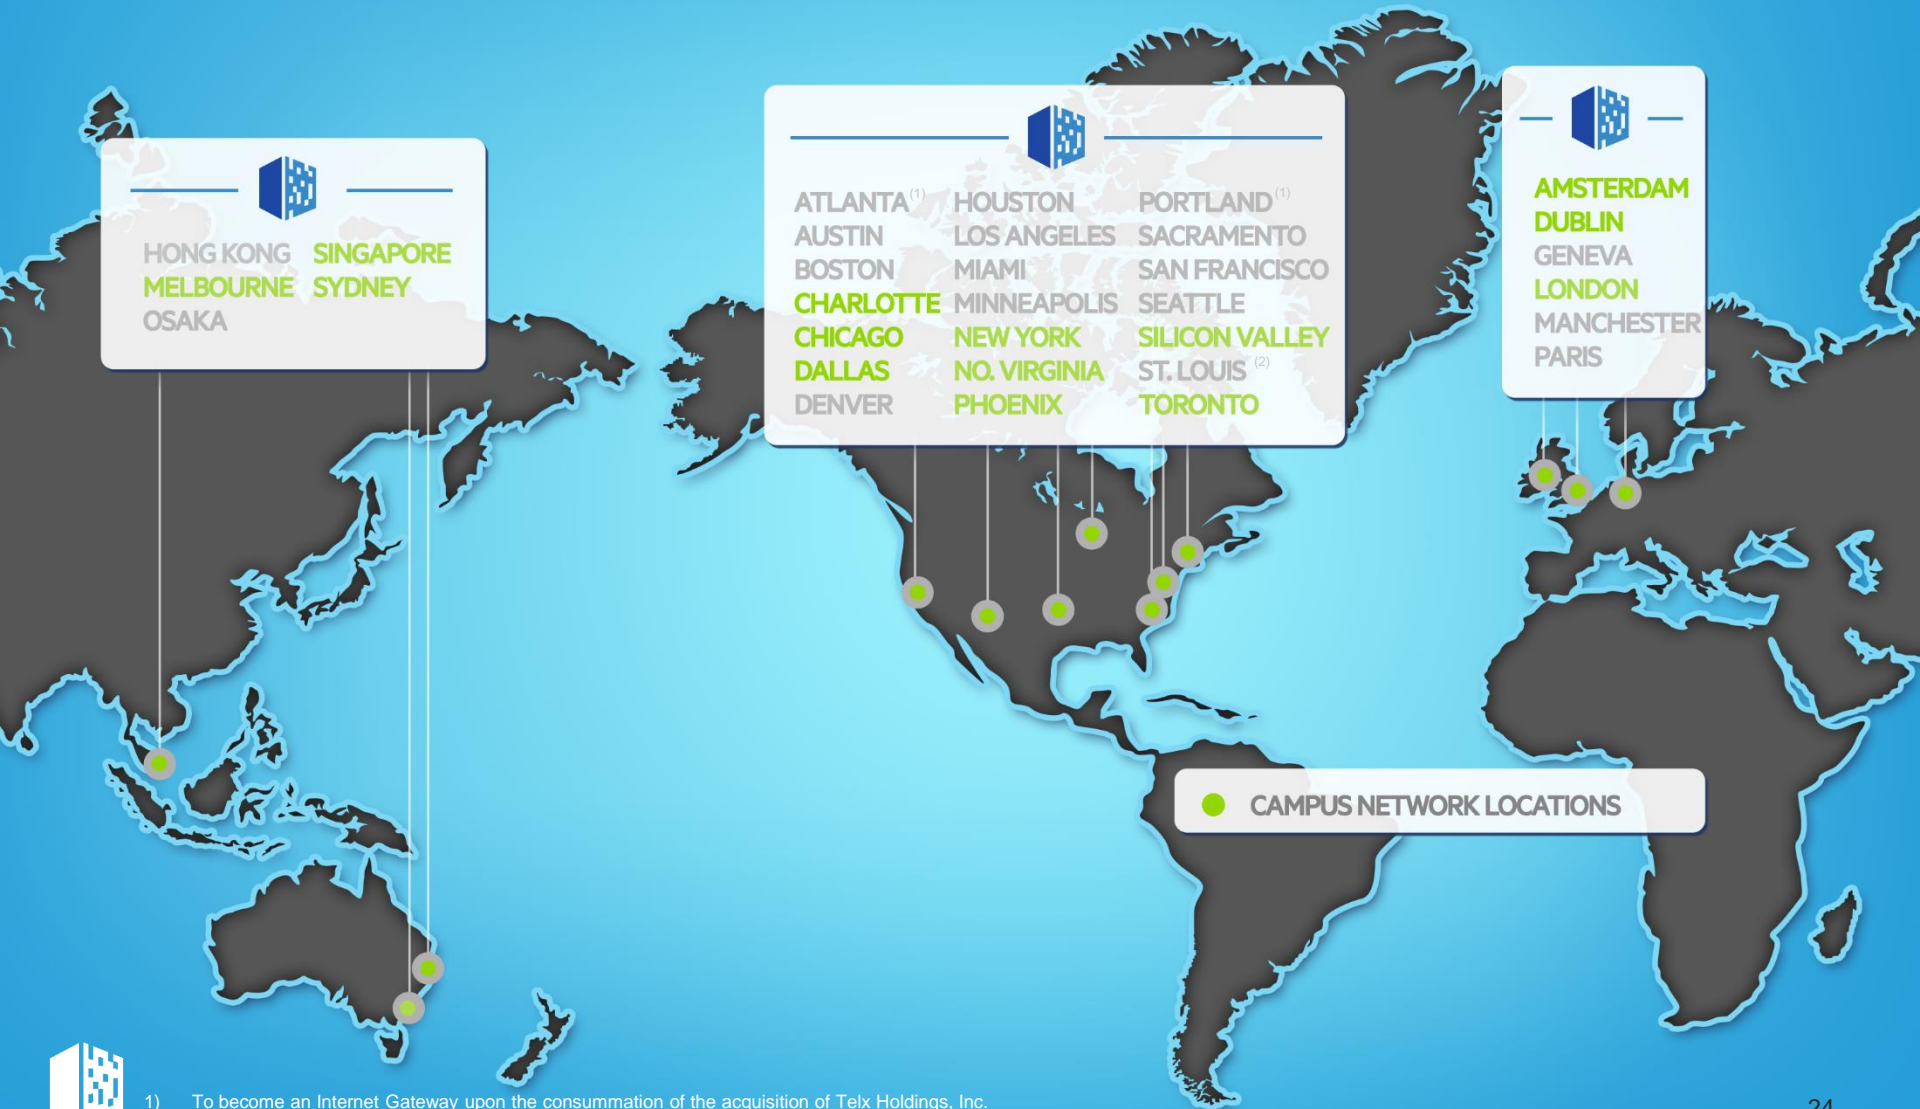 HONG KONG SINGAPORE
MELBOURNE SYDNEY
OSAKA
ATLANTA(1) HOUSTON PORTLAND(1)
AUSTIN LOS ANGELES SACRAMENTO
BOSTON MIAMI SAN FRANCISCO
CHARLOTTE MINNEAPOLIS SEATTLE
CHICAGO NEW YORK SILICON VALLEY
DALLAS NO. VIRGINIA ST. LOUIS (2)
DENVER PHOENIX TORONTO
AMSTERDAM
DUBLIN
GENEVA
LONDON
MANCHESTER
PARIS
CAMPUS NETWORK LOCATIONS
1) To become an Internet Gateway upon the consummation of the acquisition of Telx Holdings, Inc.
24